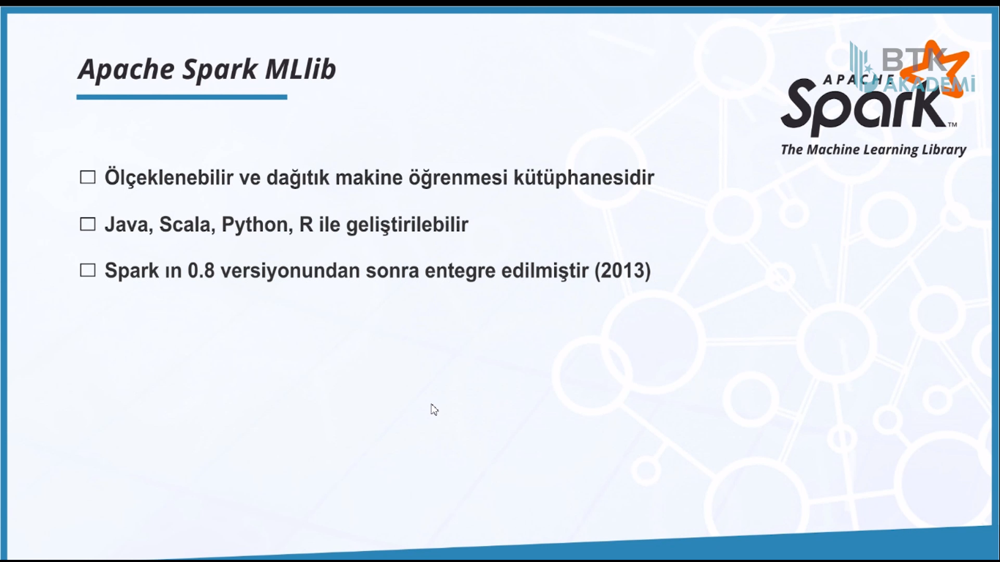 Apache Spark MLlib
BTK
AKADEMİ
APACHE
Spark™
The Machine Learning Library
Ölçeklenebilir ve dağıtık makine öğrenmesi kütüphanesidir
Java, Scala, Python, R ile geliştirilebilir
Spark ın 0.8 versiyonundan sonra entegre edilmiştir (2013)